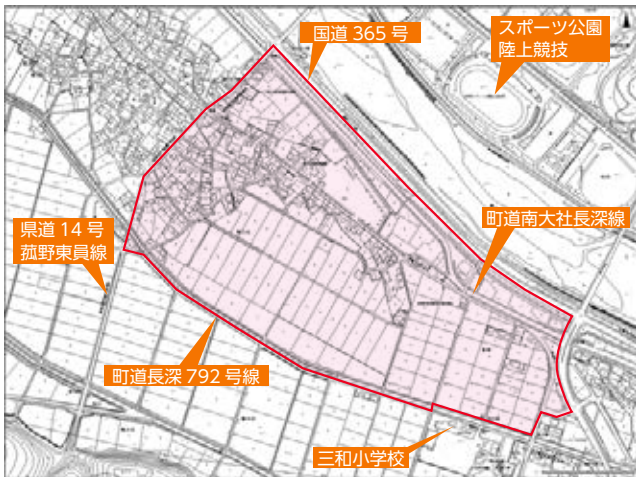 国道 365 号
スポーツ公園
陸上競技
町道南大社長深線
県道 14 号
菰野東員線
町道長深 792 号線
三和小学校